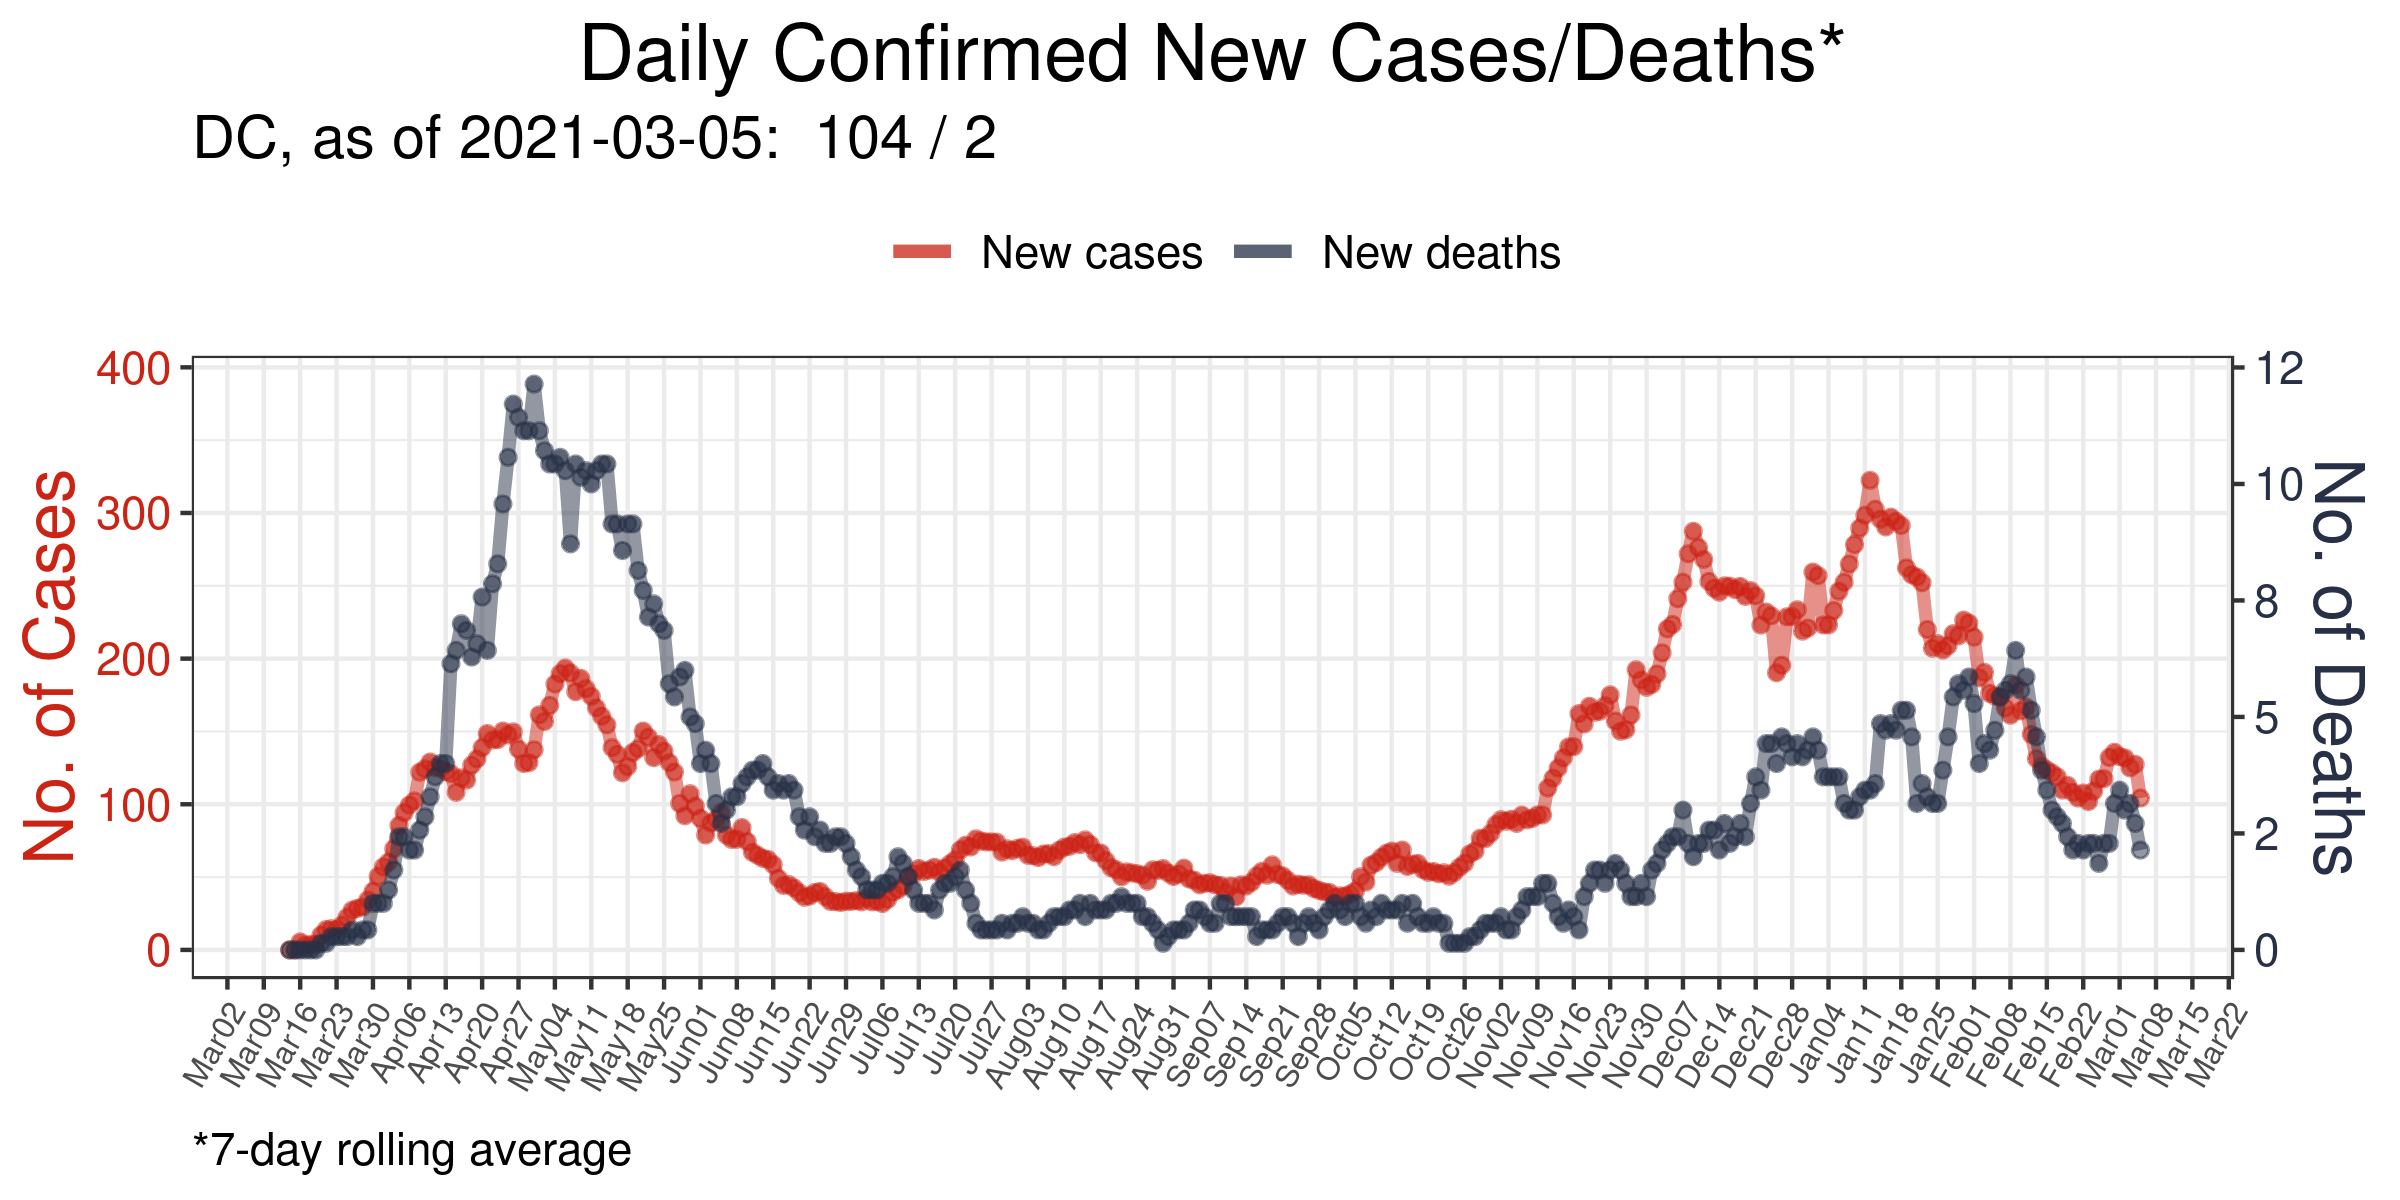 Daily Confirmed New Cases/Deaths*
DC, as of 2021-03-05:  104 / 2
New cases New deaths
No. of Cases
400
300
200
100
0
12
10
8
5
2
0
No. of Deaths
Mar02 Mar09 Mar16 Mar23 Mar30 Apr06 Apr13 Apr20 Apr27 May04 May11 May18 May25 Jun01 Jun08 Jun15 Jun22 Jun29 Jul06 Jul13 Jul20 Jul27 Aug03 Aug10 Aug17 Aug24 Aug31 Sep07 Sep14 Sep21 Sep28 Oct05 Oct12 Oct19 Oct26 Nov02 Nov09 Nov16 Nov23 Nov30 Dec07 Dec14 Dec21 Dec28 Jan04 Jan11 Jan18 Jan25 Feb01 Feb08 Feb15 Feb22 Mar01 Mar08 Mar15 Mar22
*7-day rolling average